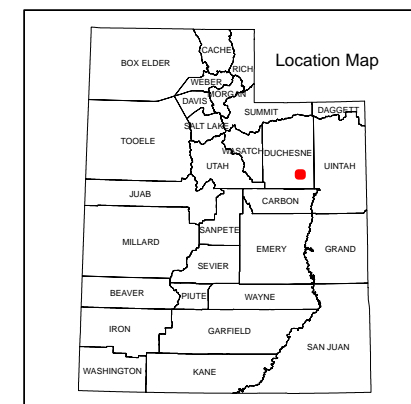 Location Map
CACHE
BOX ELDER
RICH
WEBER
MORGAN
DAVIS
SUMMIT
DAGGETT
SALT LAKE
TOOELE
WASATCH
DUCHESNE
UTAH
UINTAH
JUAB
CARBON
SANPETE
MILLARD
EMERY
GRAND
SEVIER
BEAVER
PIUTE
WAYNE
IRON
GARFIELD
SAN JUAN
WASHINGTON
KANE